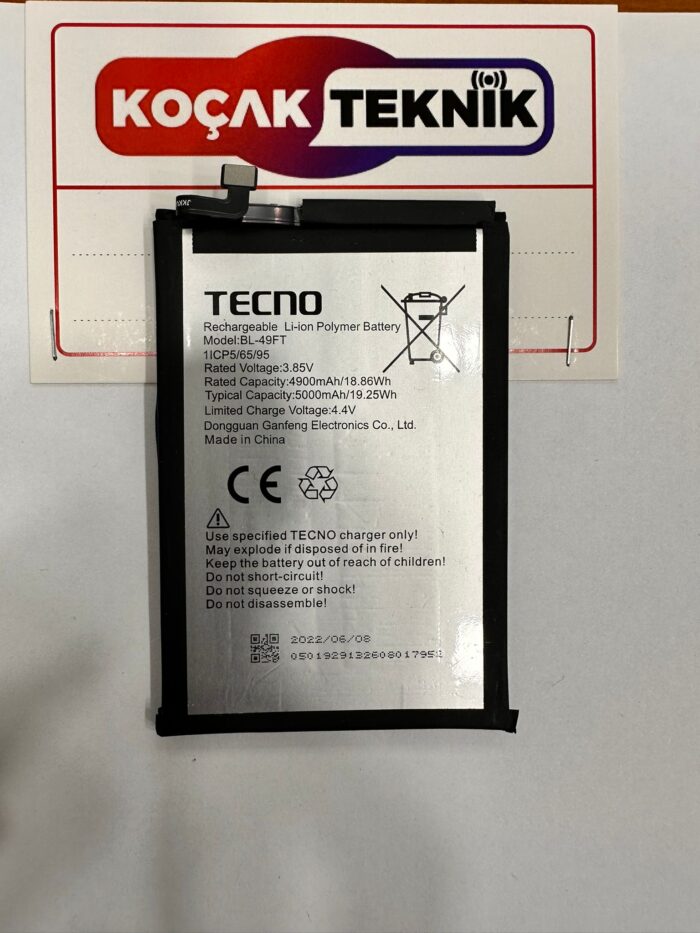 KOÇAK TEKNİK
TECNO
Rechargeable Li-ion Polymer Battery
Model:BL-49FT
1ICP5/65/95
Rated Voltage:3.85V
Rated Capacity:4900mAh/18.86Wh
Typical Capacity:5000mAh/19.25Wh
Limited Charge Voltage:4.4V
Dongguan Ganfeng Electronics Co., Ltd.
Made in China
CE
Use specified TECNO charger only!
May explode if disposed of in fire!
Keep the battery out of reach of children!
Do not short-circuit!
Do not squeeze or shock!
Do not disassemble!
2022/06/08